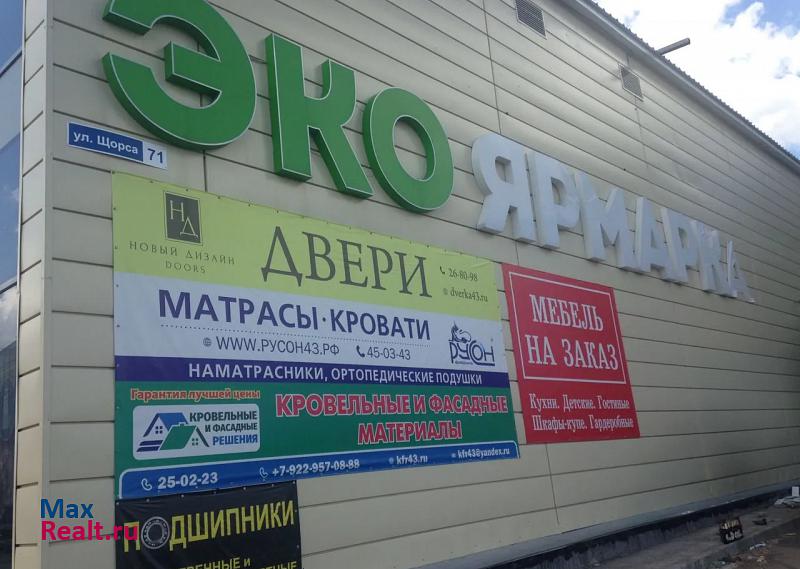 ЭКО ЯРМАРКА
ул. Щорса 71
НД
НОВЫЙ ДИЗАЙН
DOORS
ДВЕРИ
26-80-98
dverka43.ru
МАТРАСЫ·КРОВАТИ
WWW.РУСОН43.РФ
45-03-43
РУСОН
НАМАТРАСНИКИ, ОРТОПЕДИЧЕСКИЕ ПОДУШКИ
Гарантия лучшей цены
КРОВЕЛЬНЫЕ
И ФАСАДНЫЕ
РЕШЕНИЯ
КРОВЕЛЬНЫЕ И ФАСАДНЫЕ
МАТЕРИАЛЫ
25-02-23
+7-922-957-08-88
kfr43.ru
kfr43@yandex.ru
МЕБЕЛЬ
НА ЗАКАЗ
Кухни. Детские. Гостиные
Шкафы-купе. Гардеробные
ПОДШИПНИКИ
Max
Realt.ru